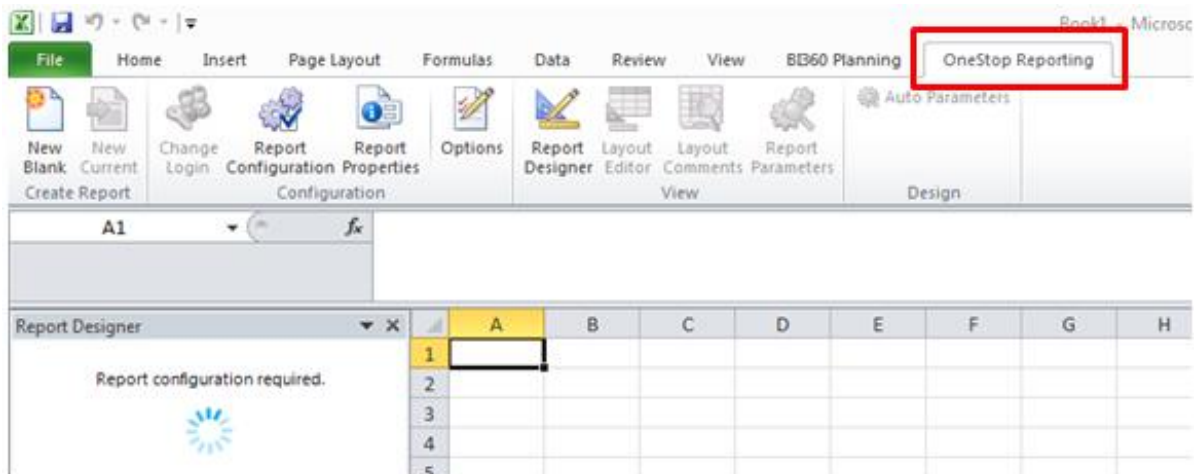 Book1 - Microsc
File Home Insert Page Layout Formulas Data Review View BI360 Planning OneStop Reporting
New Blank New Current Change Login Report Configuration Report Properties Options Report Designer Layout Editor Layout Comments Report Parameters Auto Parameters
Create Report Configuration View Design
A1 fx
Report Designer A B C D E F G H
1
Report configuration required.
2
3
4
5